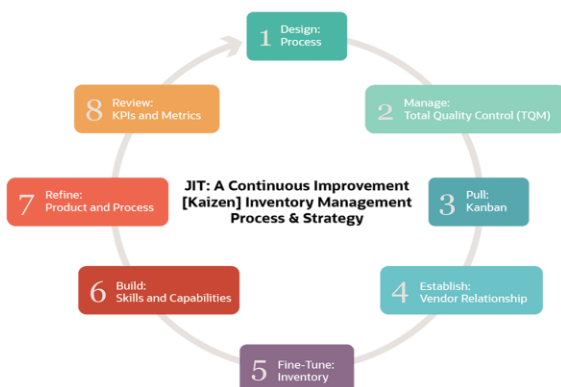 1 Design:
Process
2 Manage:
Total Quality Control (TQM)
3 Pull:
Kanban
4 Establish:
Vendor Relationship
5 Fine-Tune:
Inventory
6 Build:
Skills and Capabilities
7 Refine:
Product and Process
8 Review:
KPIs and Metrics
JIT: A Continuous Improvement
[Kaizen] Inventory Management
Process & Strategy